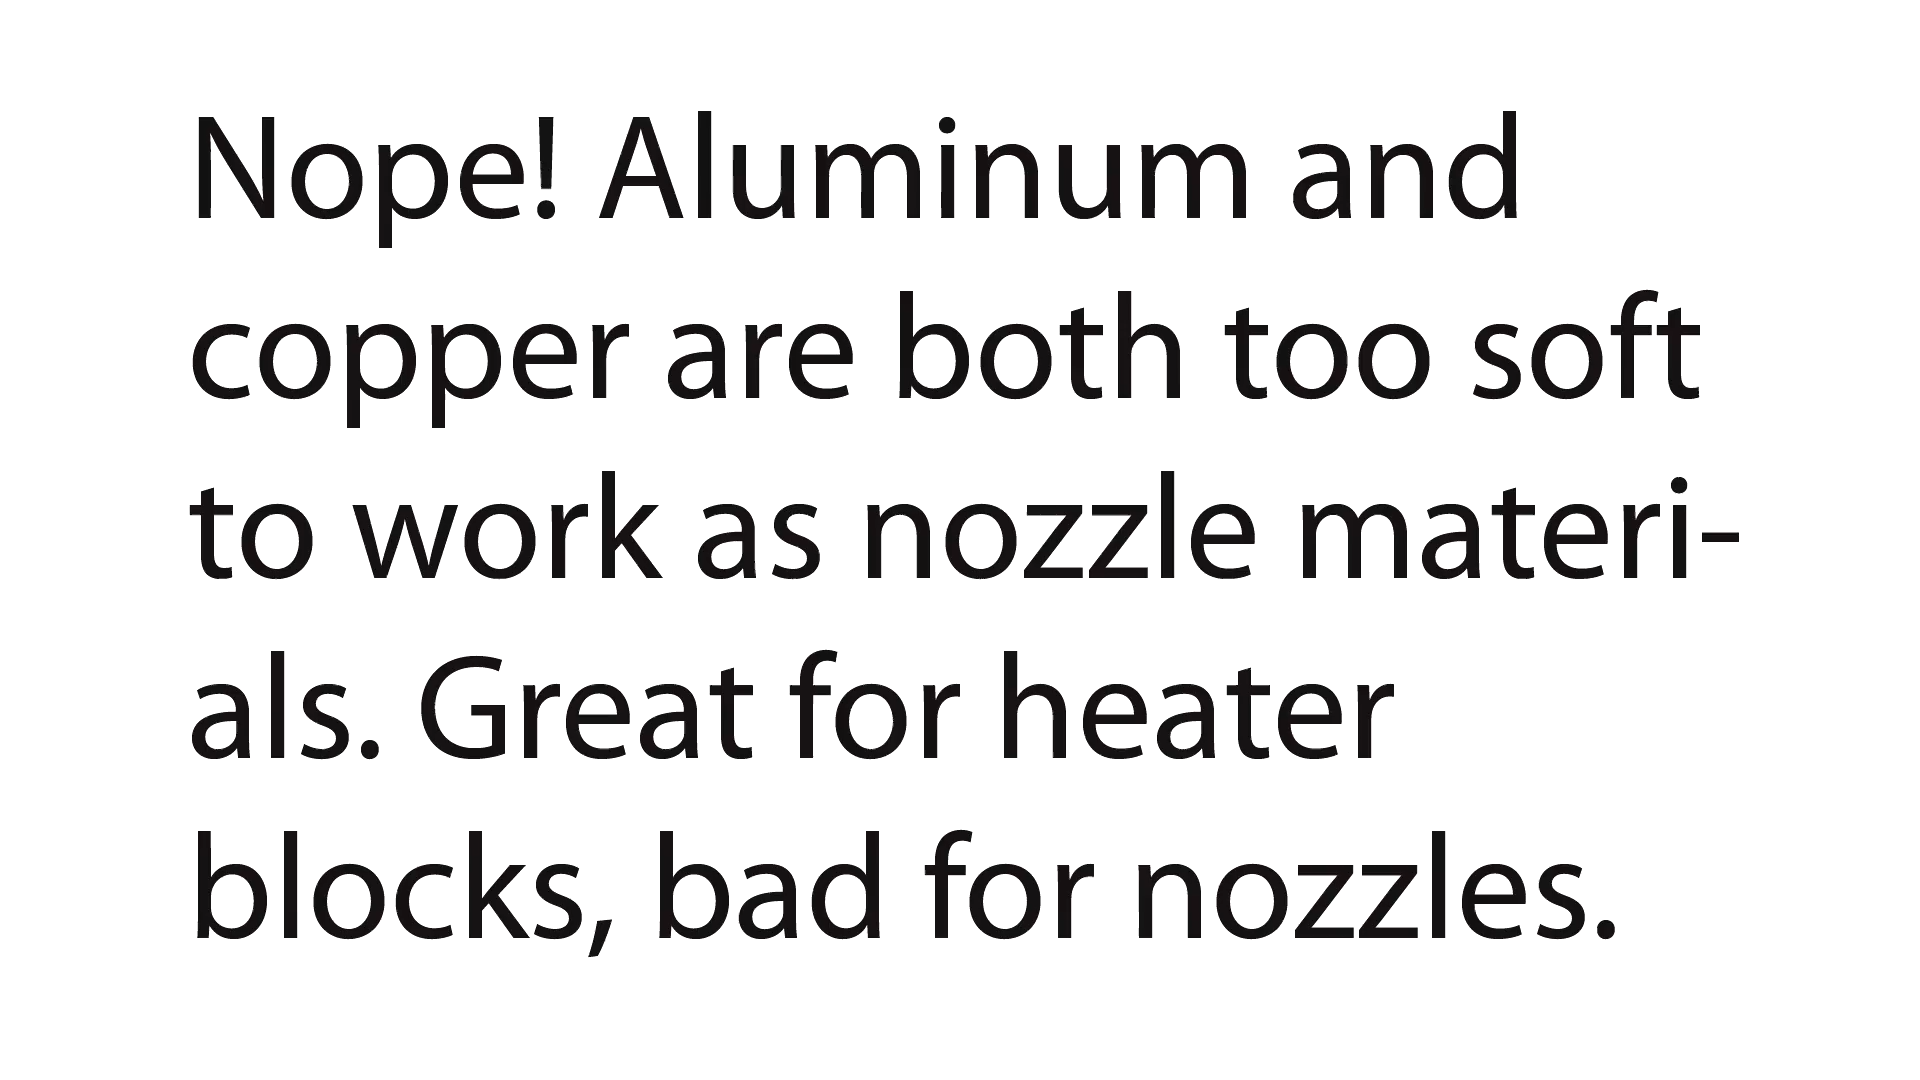 Nope! Aluminum and
copper are both too soft
to work as nozzle materi-
als. Great for heater
blocks, bad for nozzles.